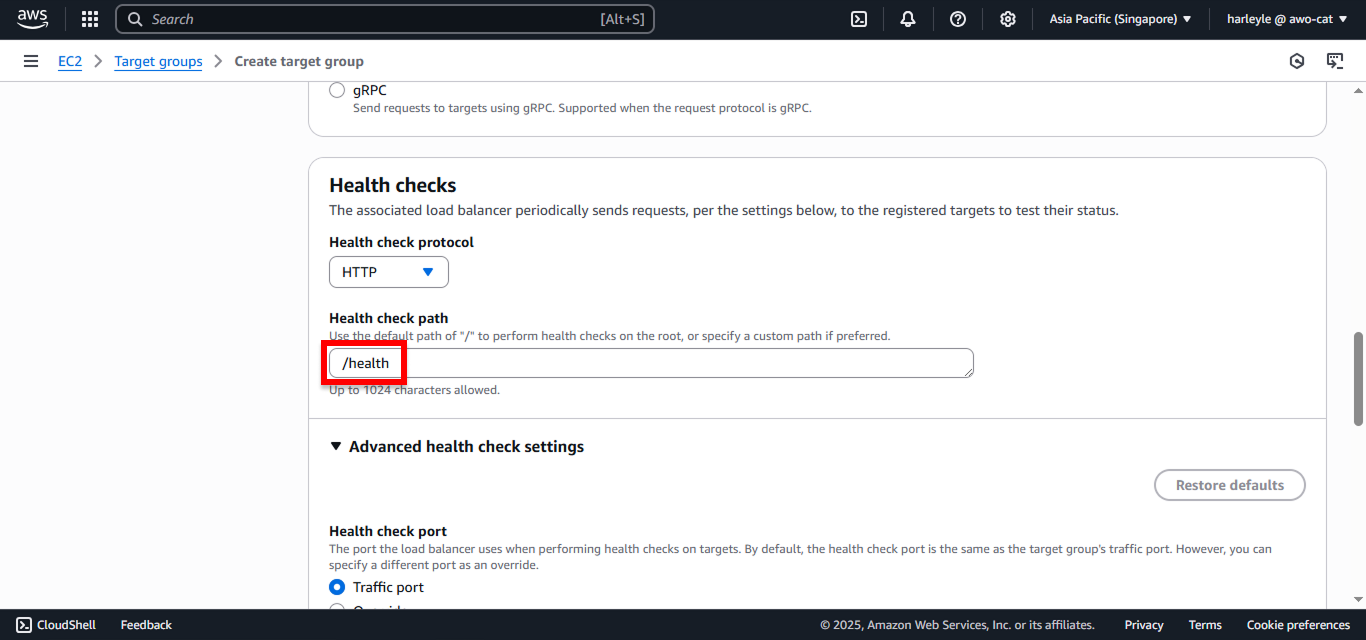 aws
Search
[Alt+S]
Asia Pacific (Singapore)
harleyle @ awo-cat
EC2
Target groups
Create target group
gRPC
Send requests to targets using gRPC. Supported when the request protocol is gRPC.
Health checks
The associated load balancer periodically sends requests, per the settings below, to the registered targets to test their status.
Health check protocol
HTTP
Health check path
Use the default path of "/" to perform health checks on the root, or specify a custom path if preferred.
/health
Up to 1024 characters allowed.
Advanced health check settings
Restore defaults
Health check port
The port the load balancer uses when performing health checks on targets. By default, the health check port is the same as the target group's traffic port. However, you can
specify a different port as an override.
Traffic port
Override
CloudShell
Feedback
© 2025, Amazon Web Services, Inc. or its affiliates.
Privacy
Terms
Cookie preferences